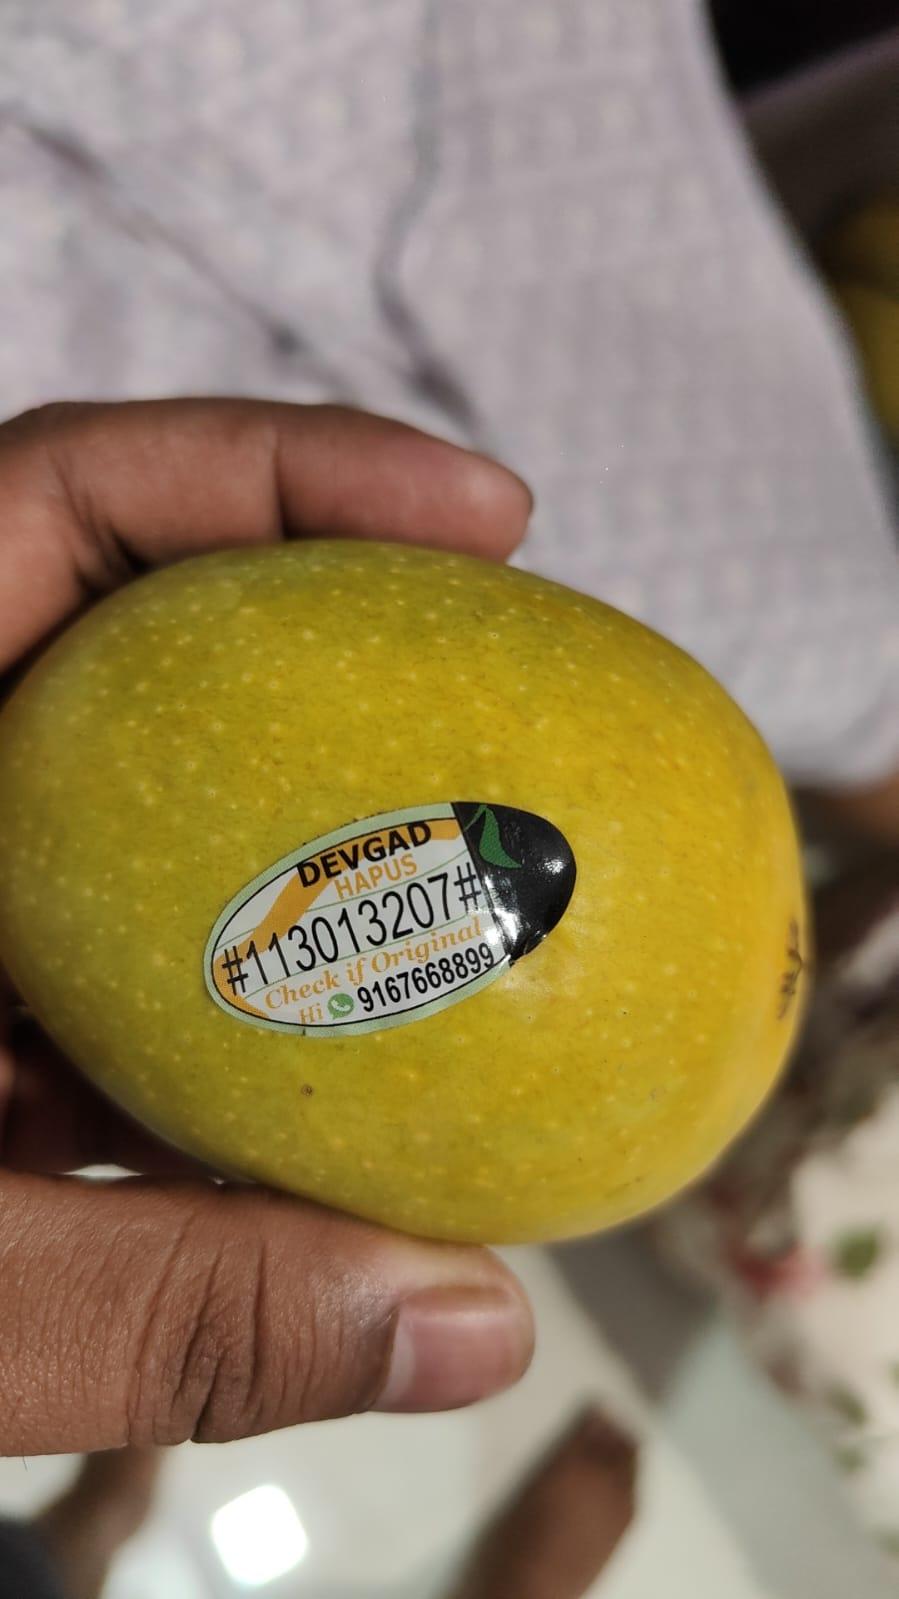 DEVGAD
HAPUS
#113013207#
Check if Original
Hi 9167668899